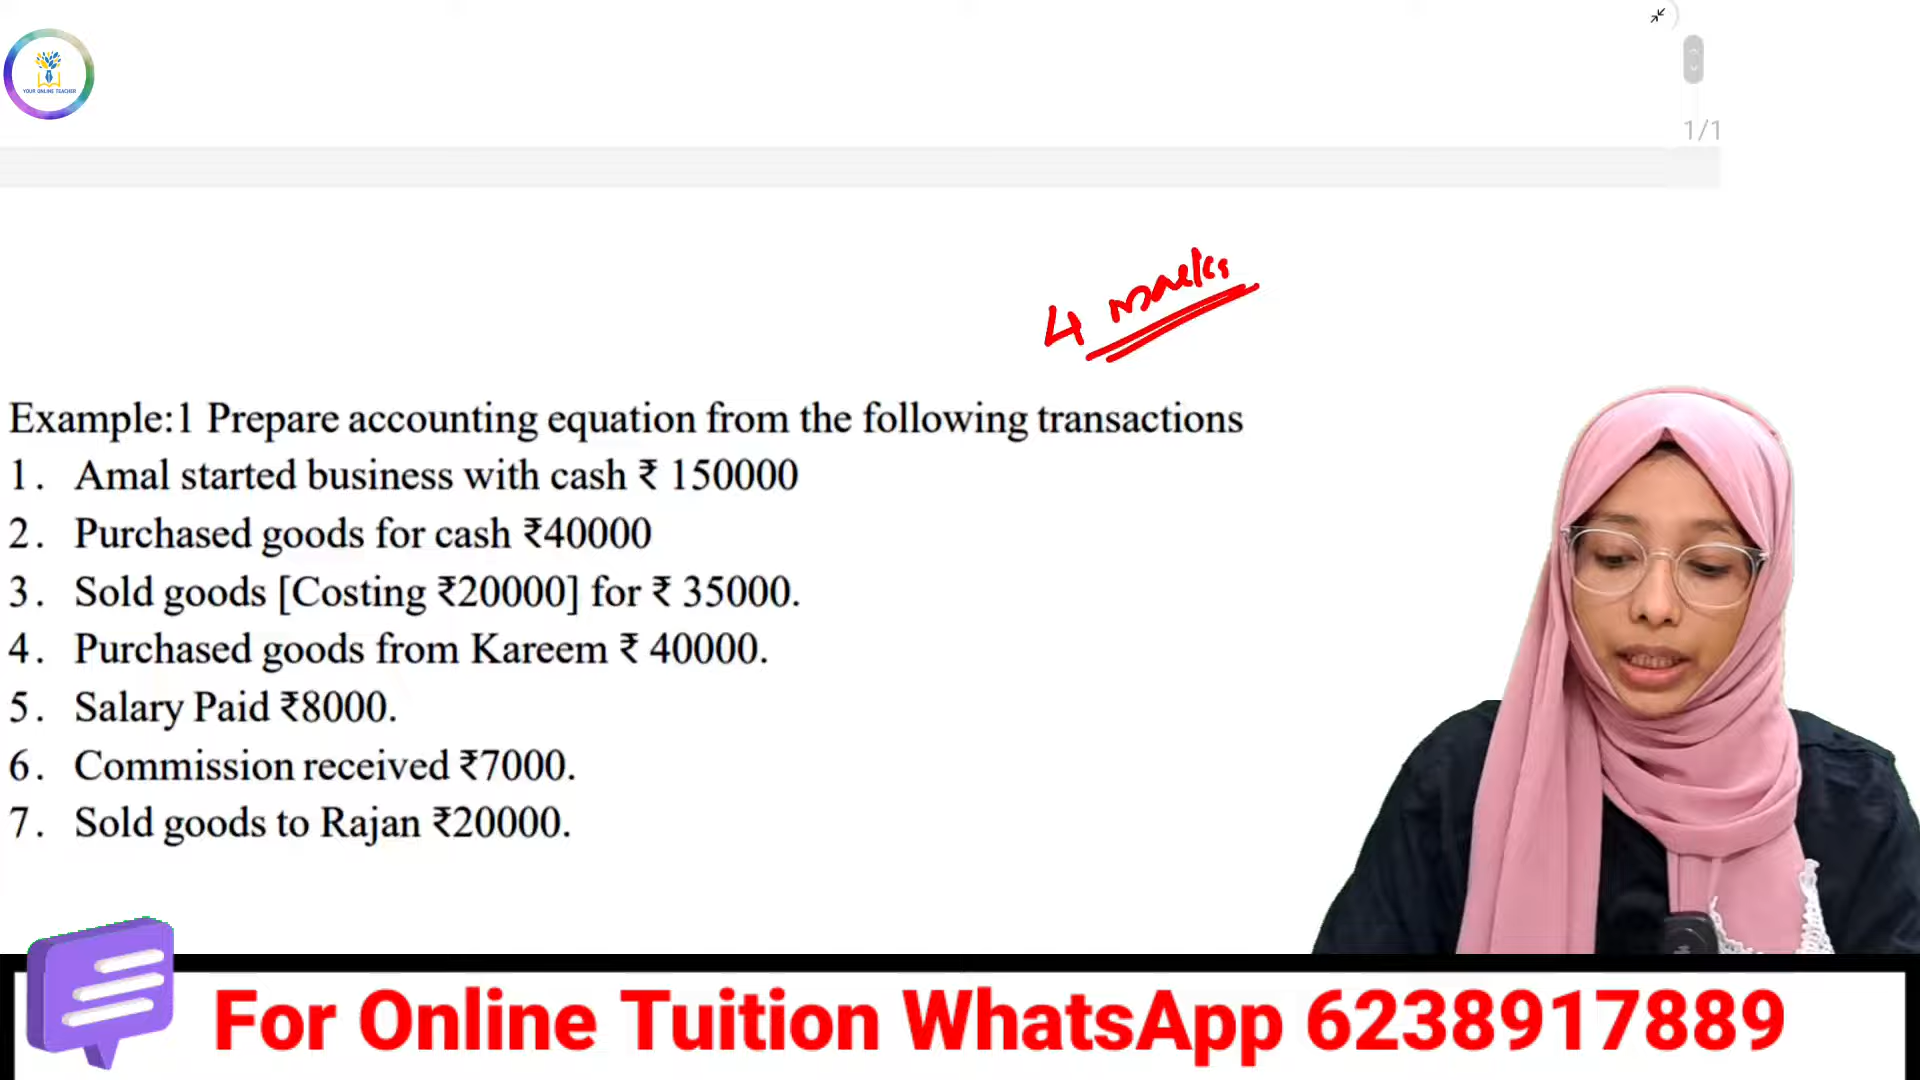 YOUR ONLINE TEACHER
1/1
4 marks
Example:1 Prepare accounting equation from the following transactions
1. Amal started business with cash ₹ 150000
2. Purchased goods for cash ₹40000
3. Sold goods [Costing ₹20000] for ₹ 35000.
4. Purchased goods from Kareem ₹ 40000.
5. Salary Paid ₹8000.
6. Commission received ₹7000.
7. Sold goods to Rajan ₹20000.
For Online Tuition WhatsApp 6238917889